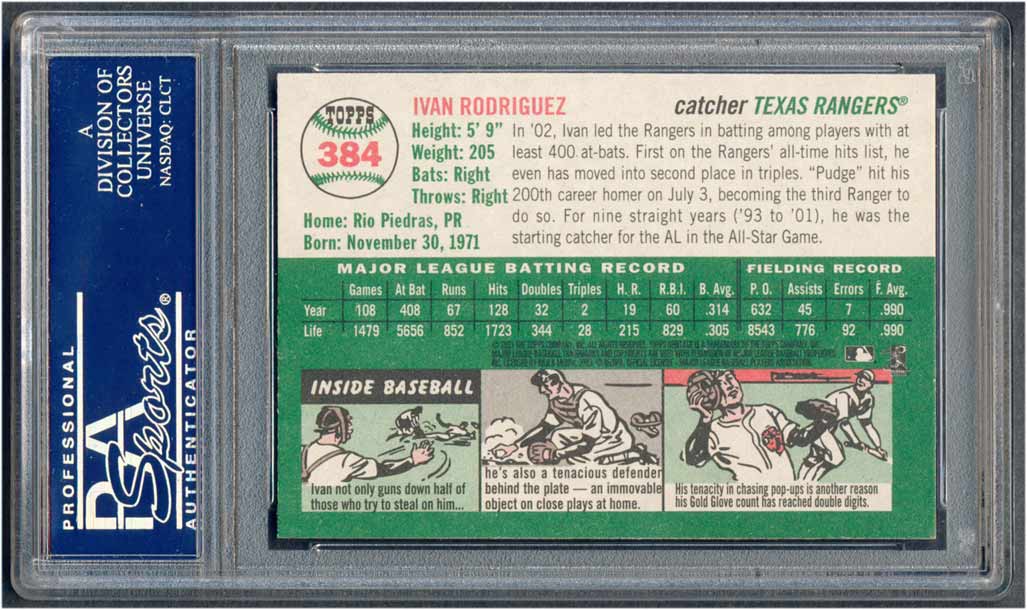 A
DIVISION OF
COLLECTORS
UNIVERSE
NASDAQ: CLCT
PROFESSIONAL
PSA
Sports®
AUTHENTICATOR
TOPPS
384
IVAN RODRIGUEZ
catcher TEXAS RANGERS®
Height: 5' 9"
Weight: 205
Bats: Right
Throws: Right
Home: Rio Piedras, PR
Born: November 30, 1971
In '02, Ivan led the Rangers in batting among players with at
least 400 at-bats. First on the Rangers' all-time hits list, he
even has moved into second place in triples. “Pudge” hit his
200th career homer on July 3, becoming the third Ranger to
do so. For nine straight years ('93 to '01), he was the
starting catcher for the AL in the All-Star Game.
MAJOR LEAGUE BATTING RECORD FIELDING RECORD
Games At Bat Runs Hits Doubles Triples H. R. R.B.I. B. Avg. P. O. Assists Errors F. Avg.
Year 108 408 67 128 32 2 19 60 .314 632 45 7 .990
Life 1479 5656 852 1723 344 28 215 829 .305 8543 776 92 .990
INSIDE BASEBALL
Ivan not only guns down half of
those who try to steal on him...
he's also a tenacious defender
behind the plate — an immovable
object on close plays at home.
His tenacity in chasing pop-ups is another reason
his Gold Glove count has reached double digits.